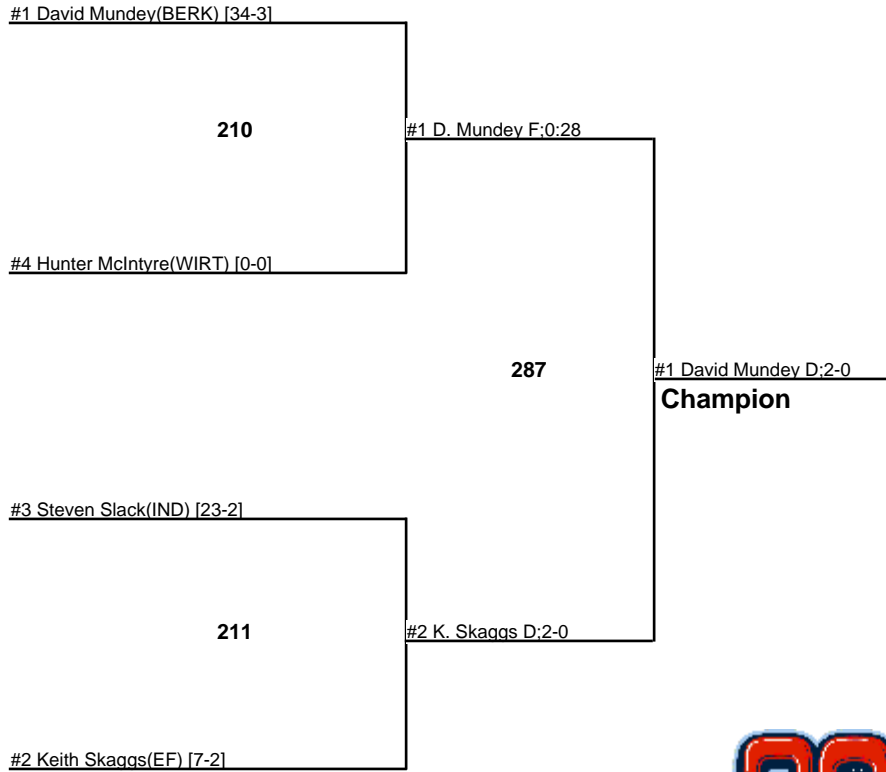 #1 David Mundey(BERK) [34-3]
210
#1 D. Mundey F;0:28
#4 Hunter McIntyre(WIRT) [0-0]
287
#1 David Mundey D;2-0
Champion
#3 Steven Slack(IND) [23-2]
211
#2 K. Skaggs D;2-0
#2 Keith Skaggs(EF) [7-2]